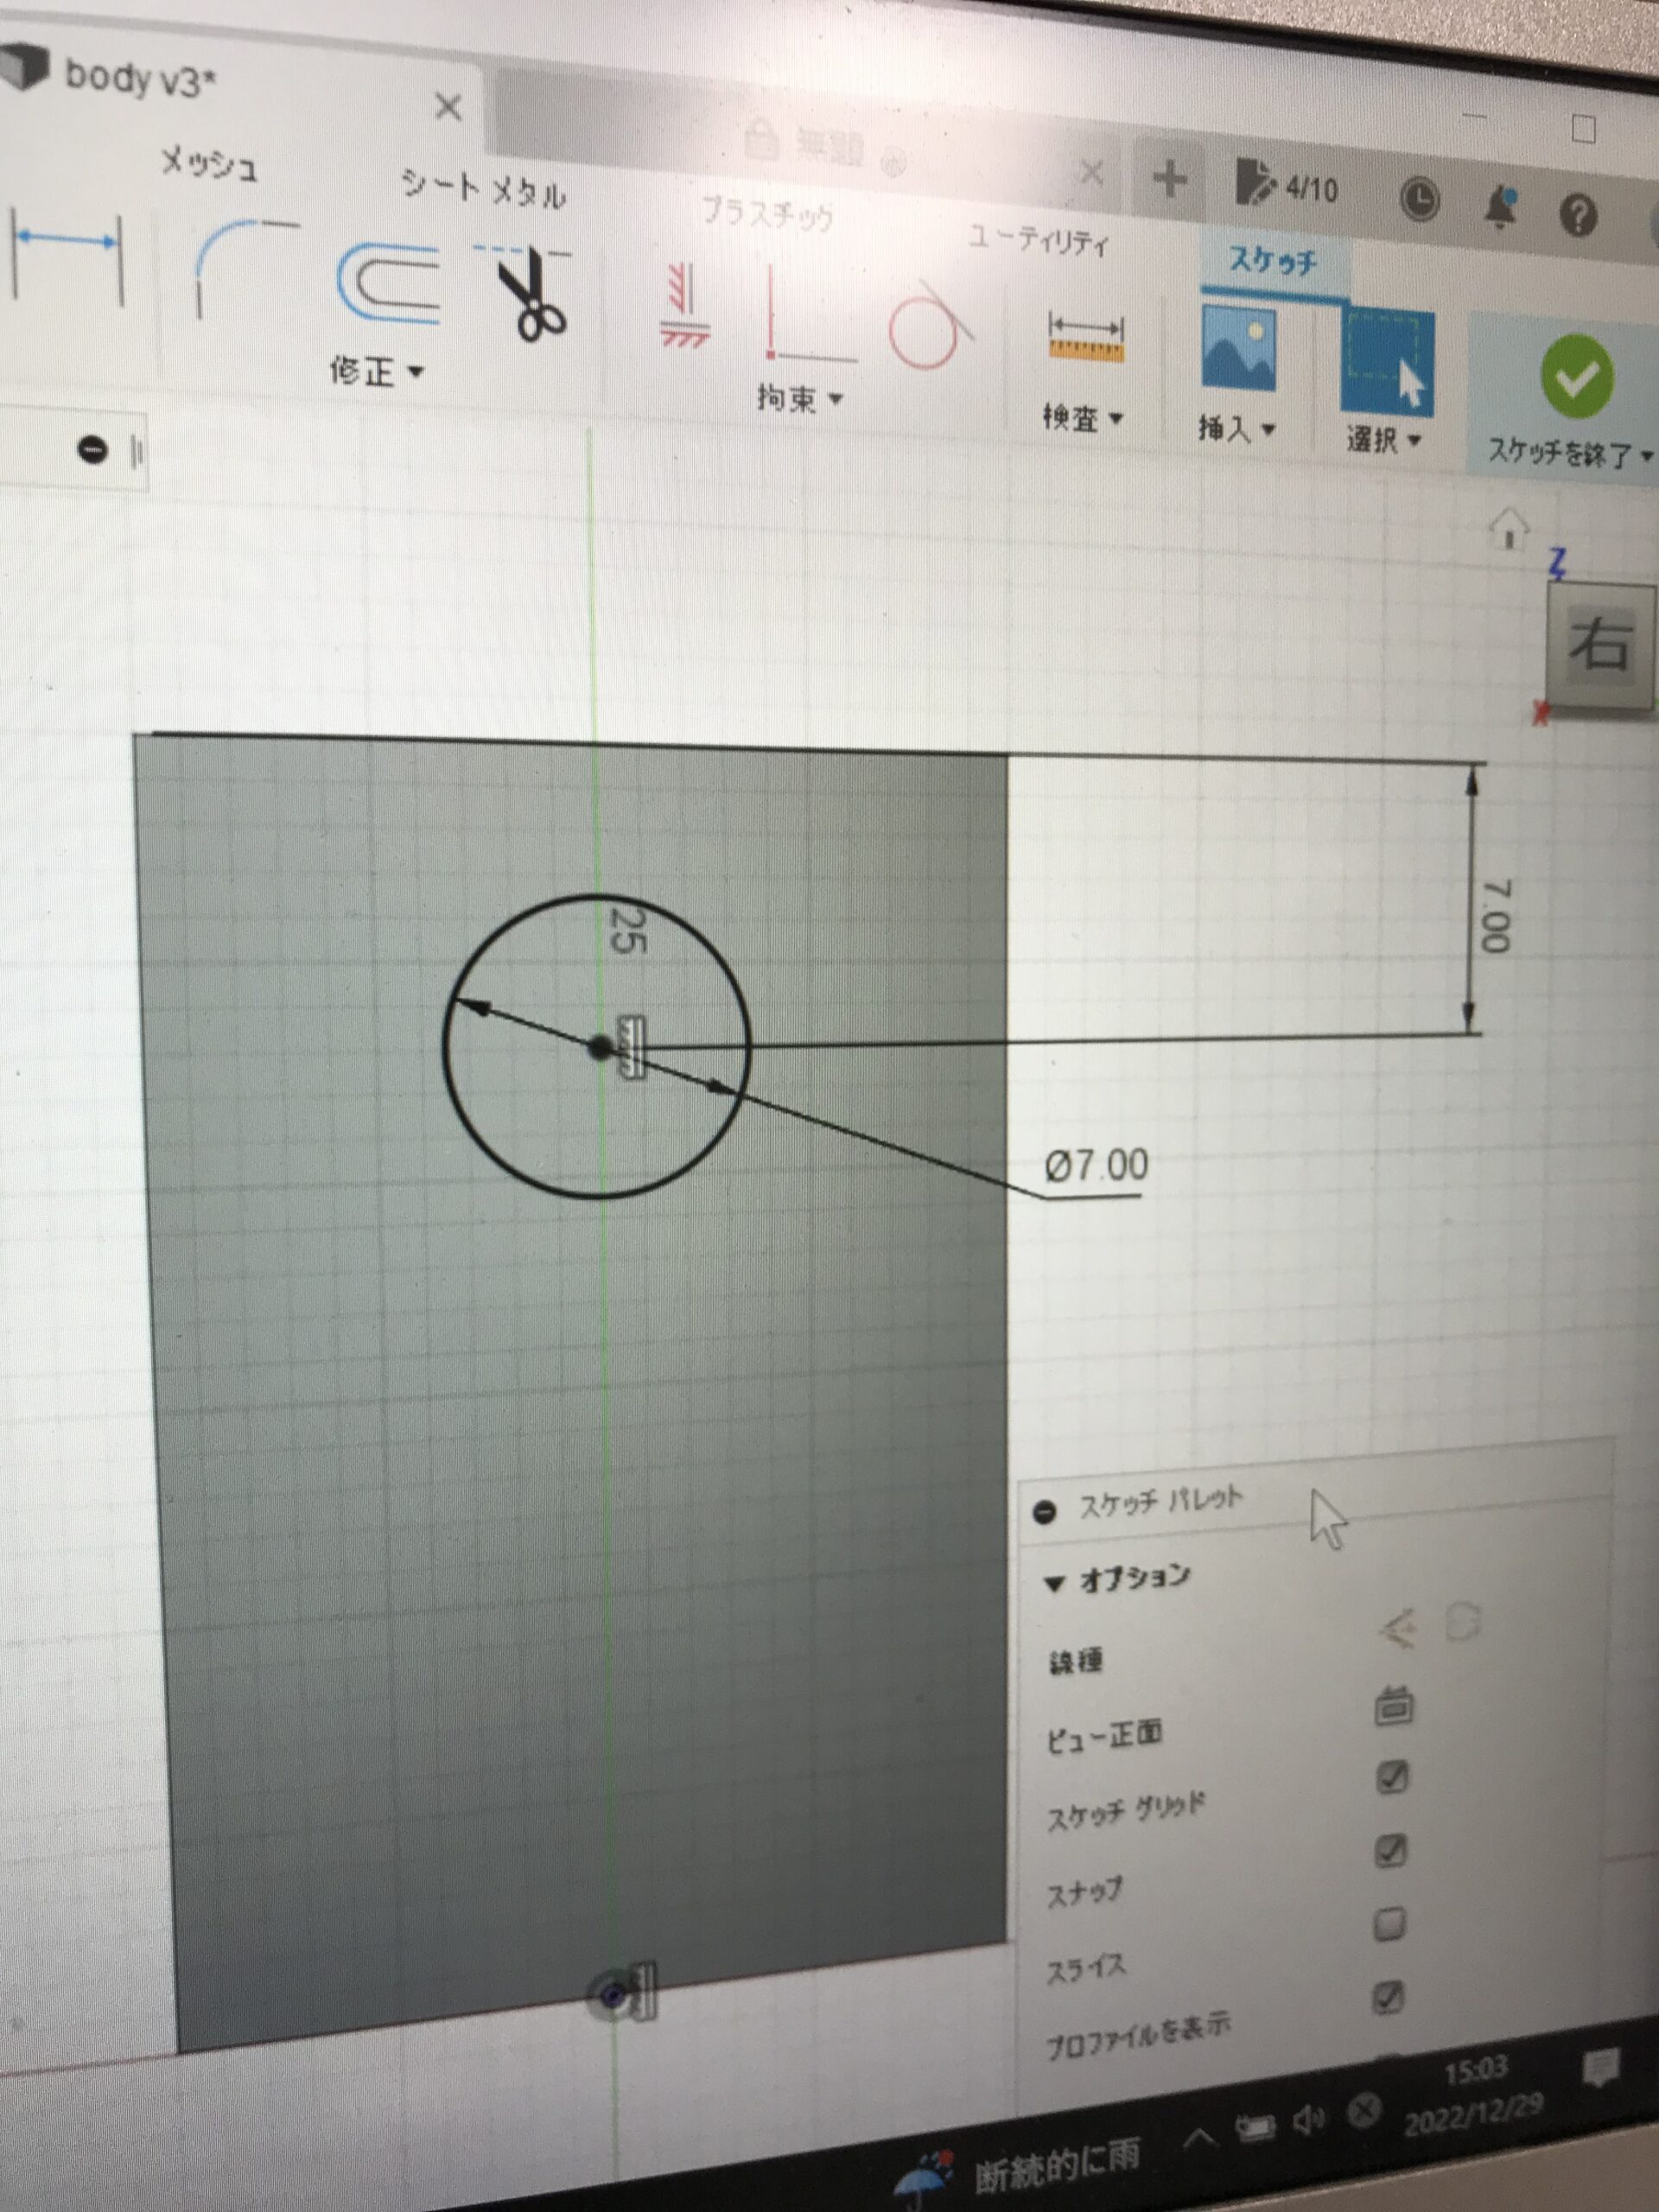 body v3*
無題
4/10
メッシュ
シート メタル
プラスチック
ユーティリティ
スケッチ
修正
拘束
検査
挿入
選択
スケッチを終了
Z
右
X
7.00
25
Ø7.00
スケッチ パレット
オプション
線種
ビュー正面
スケッチ グリッド
スナップ
スライス
プロファイルを表示
15:03
断続的に雨
2022/12/29